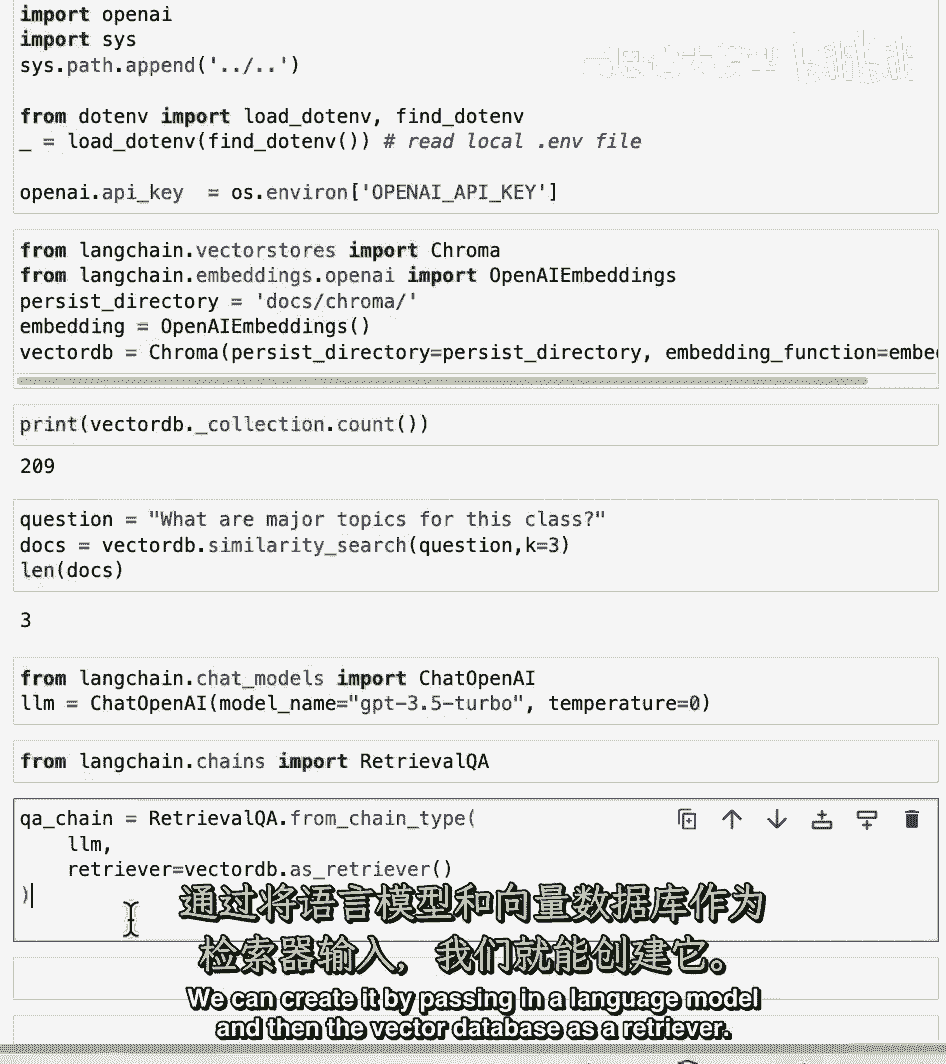 import openai
import sys
sys.path.append('../..')
from dotenv import load_dotenv, find_dotenv
_ = load_dotenv(find_dotenv()) # read local .env file
openai.api_key  = os.environ['OPENAI_API_KEY']
from langchain.vectorstores import Chroma
from langchain.embeddings.openai import OpenAIEmbeddings
persist_directory = 'docs/chroma/'
embedding = OpenAIEmbeddings()
vectordb = Chroma(persist_directory=persist_directory, embedding_function=embe
print(vectordb._collection.count())
209
question = "What are major topics for this class?"
docs = vectordb.similarity_search(question,k=3)
len(docs)
3
from langchain.chat_models import ChatOpenAI
llm = ChatOpenAI(model_name="gpt-3.5-turbo", temperature=0)
from langchain.chains import RetrievalQA
qa_chain = RetrievalQA.from_chain_type(
    llm,
    retriever=vectordb.as_retriever()
)
通过将语言模型和向量数据库作为
检索器输入，我们就能创建它。
We can create it by passing in a language model
and then the vector database as a retriever.